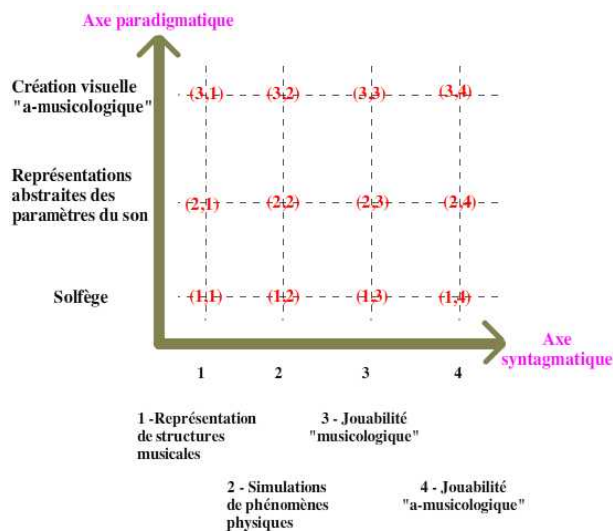 Axe paradigmatique
Création visuelle
"a-musicologique"
(3,1) (3,2) (3,3) (3,4)
Représentations
abstraites des
paramètres du son
(2,1) (2,2) (2,3) (2,4)
Solfège
(1,1) (1,2) (1,3) (1,4)
Axe
syntagmatique
1 2 3 4
1 -Représentation
de structures
musicales
3 - Jouabilité
"musicologique"
2 - Simulations
de phénomènes
physiques
4 - Jouabilité
"a-musicologique"